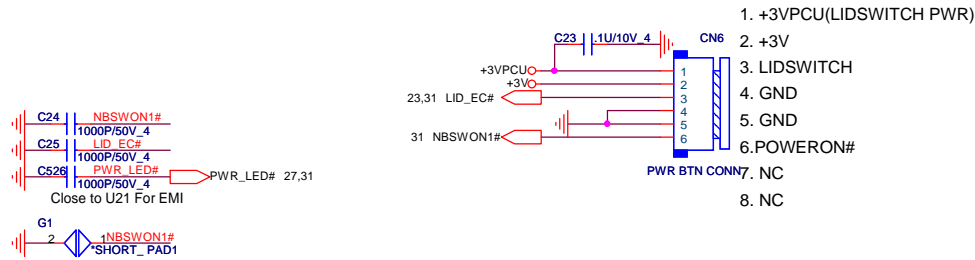 1. +3VPCU(LIDSWITCH PWR)
C23 .1U/10V_4 CN6
2. +3V
+3VPCU 1
3. LIDSWITCH
+3V 2
23,31 LID_EC# 3
4. GND
4
5. GND
5
31 NBSWON1# 6
6.POWERON#
PWR BTN CONN
7. NC
8. NC
C24 NBSWON1#
1000P/50V_4
C25 LID_EC#
1000P/50V_4
C526 PWR_LED# PWR_LED# 27,31
1000P/50V_4
Close to U21 For EMI
G1
2 1 NBSWON1#
*SHORT_ PAD1